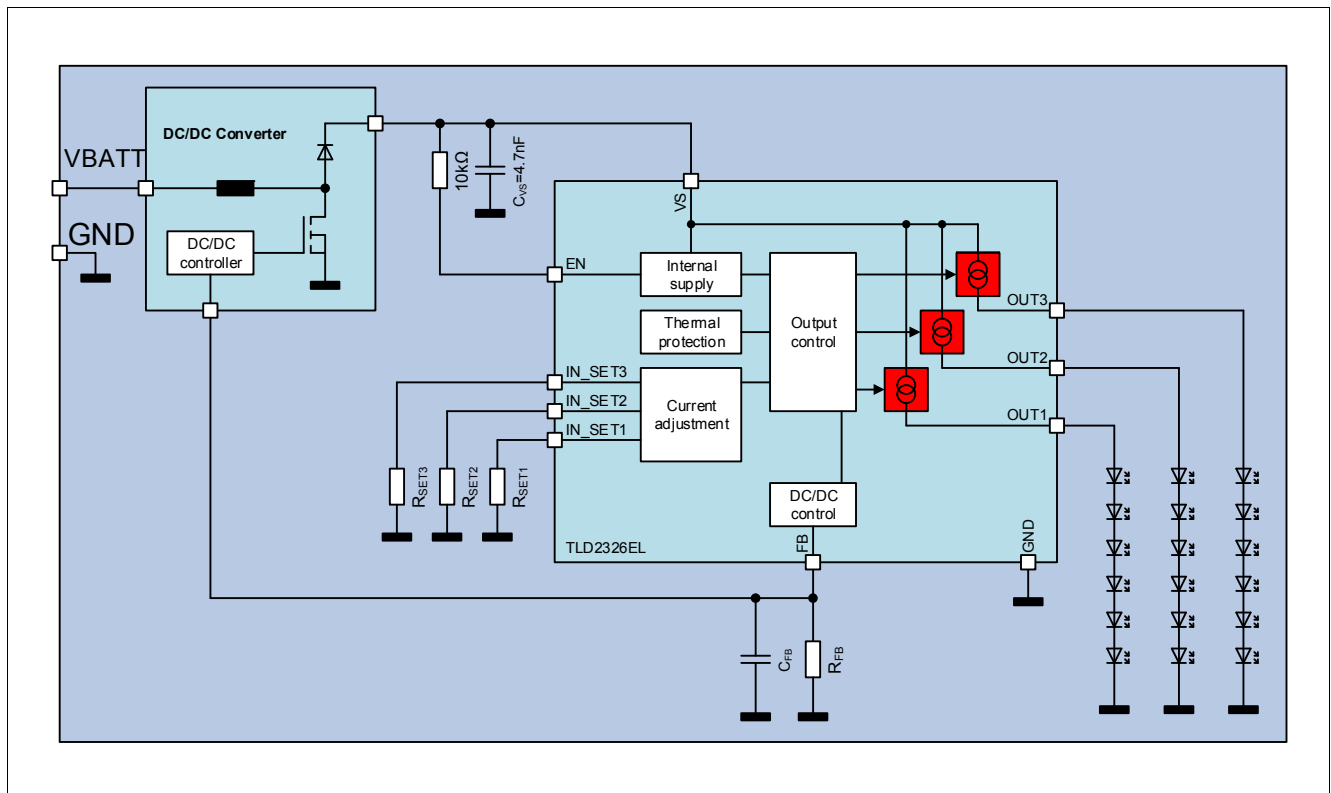 DC/DC Converter
VBATT
GND
DC/DC
controller
10kΩ
CVS=4.7nF
VS
EN
Internal
supply
Thermal
protection
Output
control
IN_SET3
IN_SET2
IN_SET1
Current
adjustment
OUT3
OUT2
OUT1
RSET3
RSET2
RSET1
DC/DC
control
TLD2326EL
FB
GND
CFB
RFB